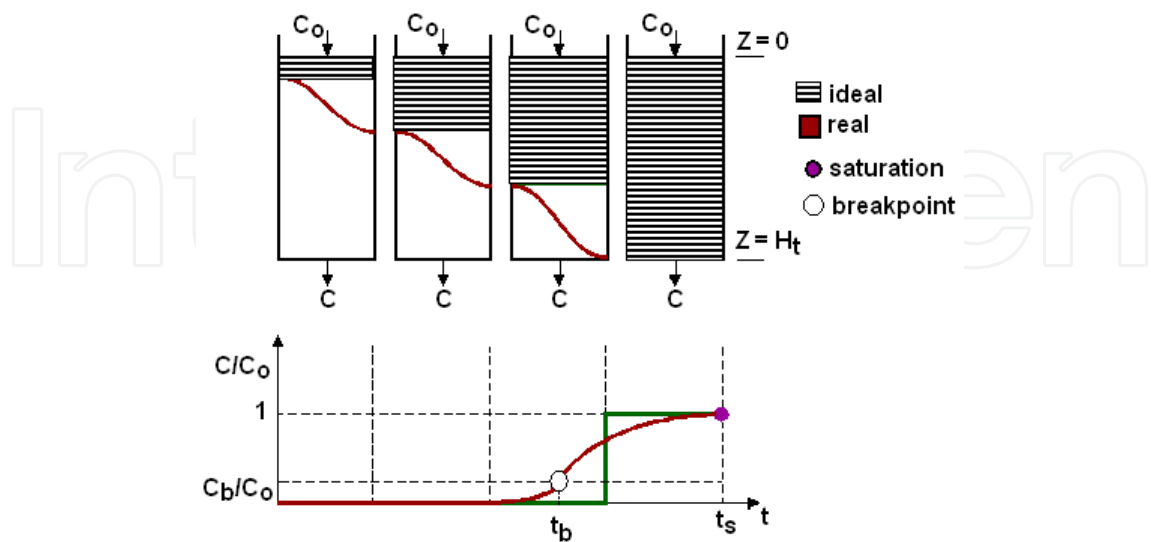 Co Co Co Co Z = 0
ideal
real
saturation
breakpoint
Z = Ht
C C C C
C/Co
1
Cb/Co
tb ts t